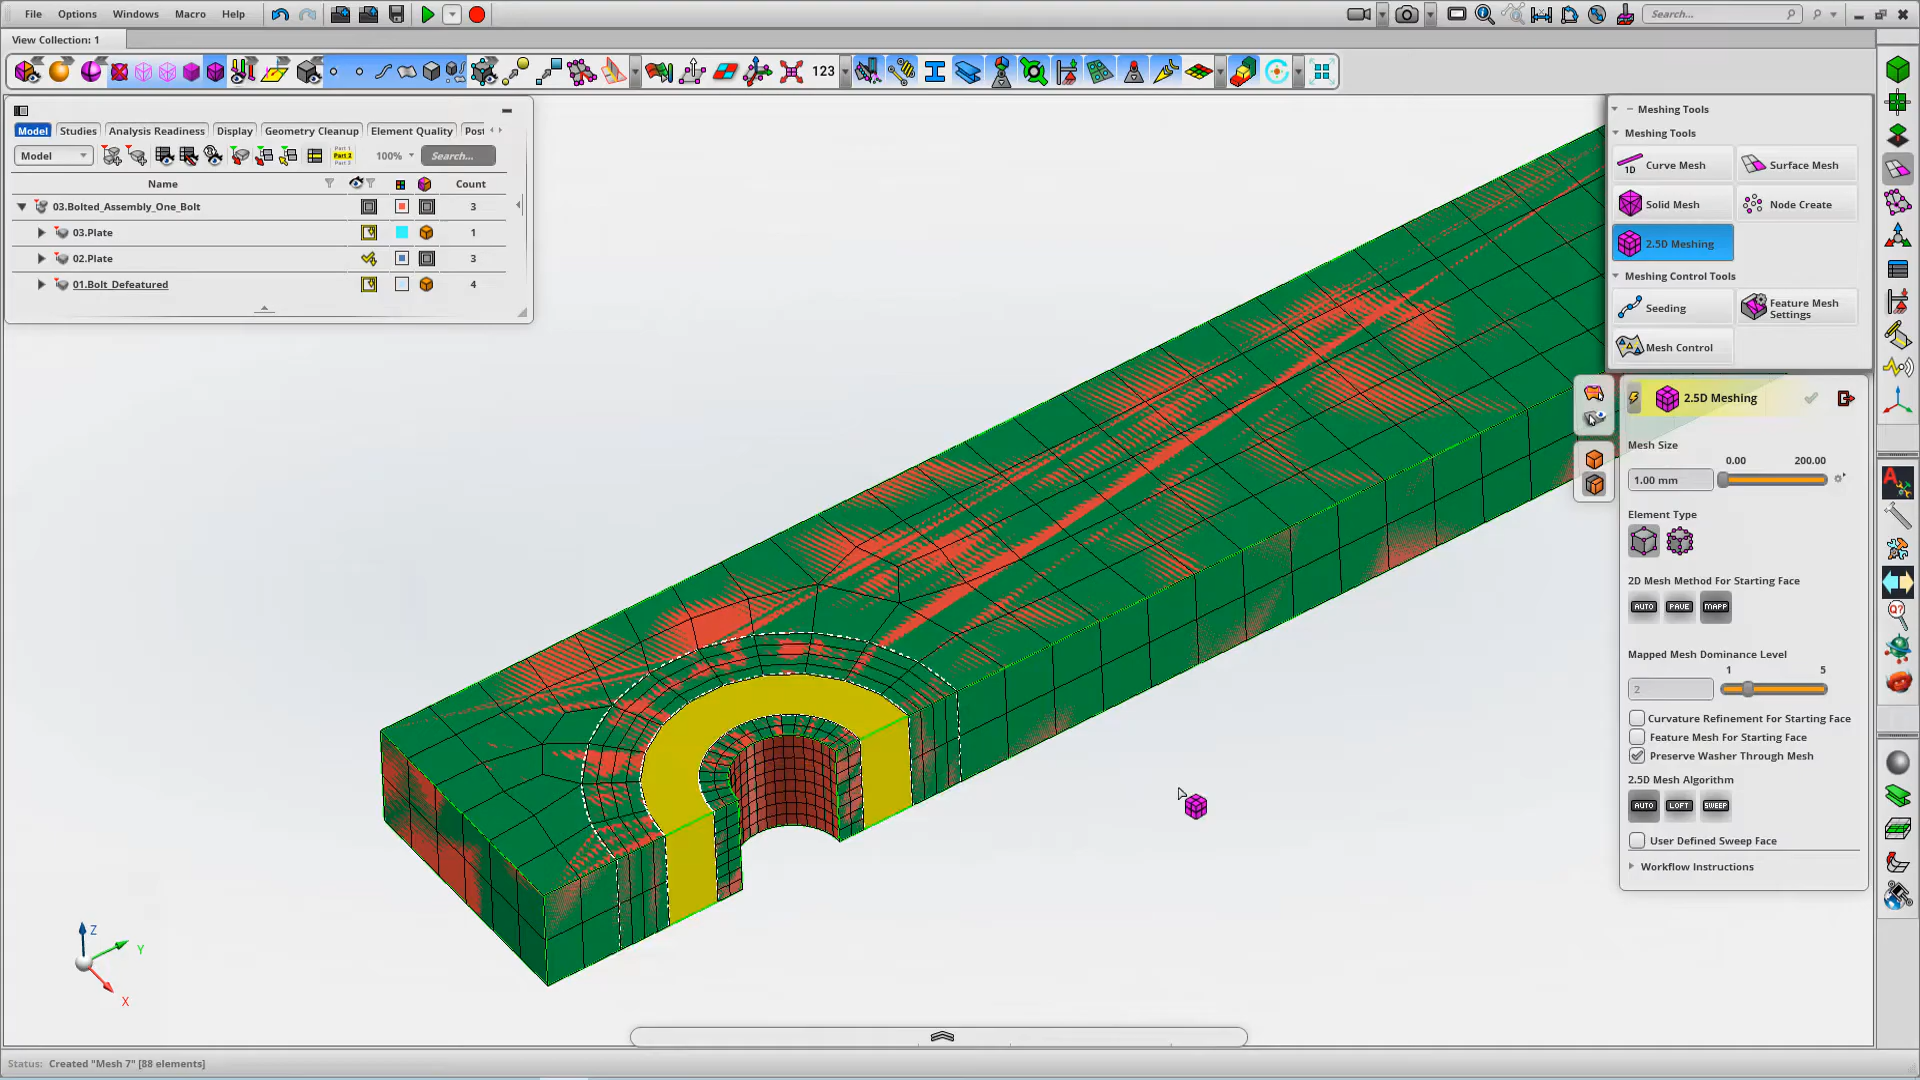 File Options Windows Macro Help
Search...
View Collection: 1
123
Model Studies Analysis Readiness Display Geometry Cleanup Element Quality Post
Model 100% Search...
Name Count
03.Bolted_Assembly_One_Bolt 3
03.Plate 1
02.Plate 3
01.Bolt_Defeatured 4
Meshing Tools
Meshing Tools
Curve Mesh Surface Mesh
1D
Solid Mesh Node Create
2.5D Meshing
Meshing Control Tools
Seeding Feature Mesh Settings
Mesh Control
2.5D Meshing
Mesh Size
0.00 200.00
1.00 mm
Element Type
2D Mesh Method For Starting Face
AUTO PAVE MAPP
Mapped Mesh Dominance Level
1 5
2
Curvature Refinement For Starting Face
Feature Mesh For Starting Face
Preserve Washer Through Mesh
2.5D Mesh Algorithm
AUTO LOFT SWEEP
User Defined Sweep Face
Workflow Instructions
Z
Y
X
Status: Created "Mesh 7" [88 elements]